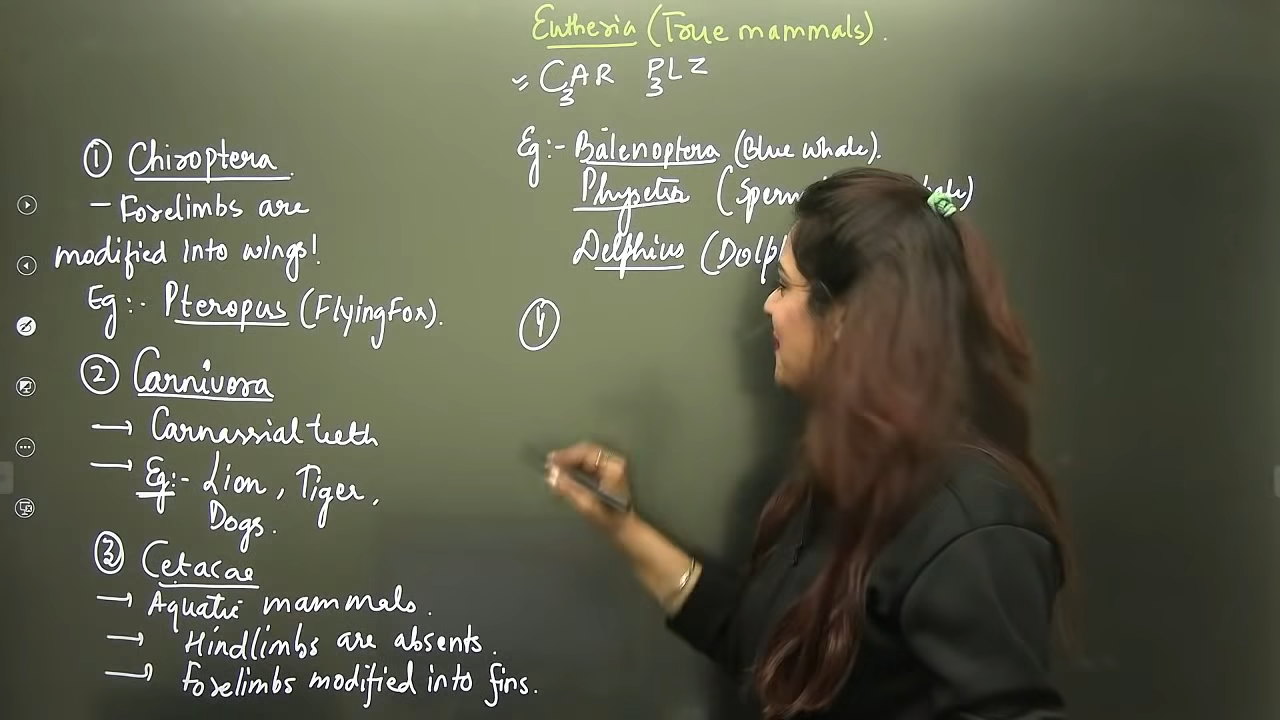 Eutheria (True mammals).
C3AR P3LZ
① Chiroptera.
- Forelimbs are
modified into wings!
Eg:- Pteropus (Flying Fox).
② Carnivora
→ Carnassial teeth
→ Eg:- Lion, Tiger,
Dogs.
③ Cetacae
→ Aquatic mammals.
→ Hindlimbs are absents.
→ Forelimbs modified into fins.
Eg:- Balenoptera (Blue whale).
Physeter (
Delphius (
④